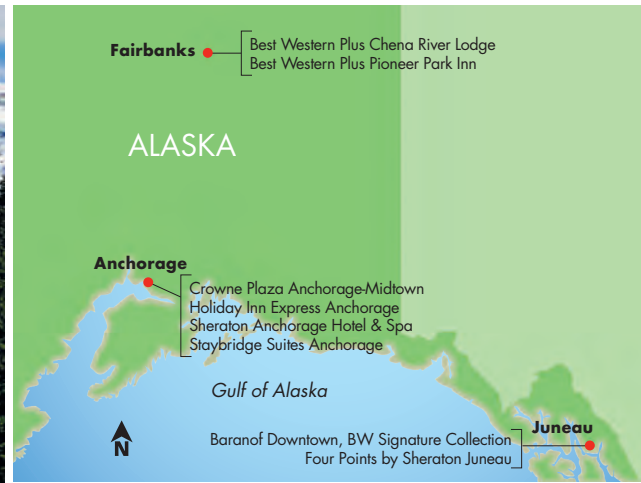 Fairbanks
Best Western Plus Chena River Lodge
Best Western Plus Pioneer Park Inn
ALASKA
Anchorage
Crowne Plaza Anchorage-Midtown
Holiday Inn Express Anchorage
Sheraton Anchorage Hotel & Spa
Staybridge Suites Anchorage
Gulf of Alaska
N
Juneau
Baranof Downtown, BW Signature Collection
Four Points by Sheraton Juneau